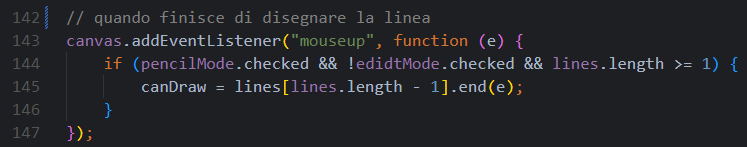 142 // quando finisce di disegnare la linea
143 canvas.addEventListener("mouseup", function (e) {
144 if (pencilMode.checked && !edidtMode.checked && lines.length >= 1) {
145 canDraw = lines[lines.length - 1].end(e);
146 }
147 });